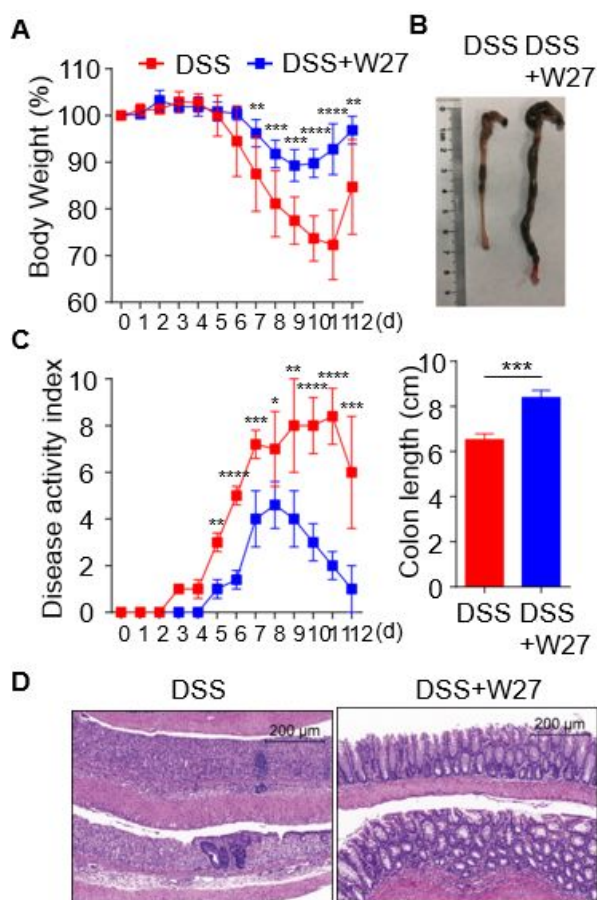 A
DSS DSS+W27
Body Weight (%)
110
100
90
80
70
60
** *** *** **** **** **
0 1 2 3 4 5 6 7 8 9 10 11 12 (d)
B
DSS DSS
+W27
C
Disease activity index
10
8
6
4
2
0
** **** *** * ** **** **** ***
0 1 2 3 4 5 6 7 8 9 10 11 12 (d)
Colon length (cm)
10
8
6
4
2
0
***
DSS DSS
+W27
D
DSS DSS+W27
200 μm
200 μm